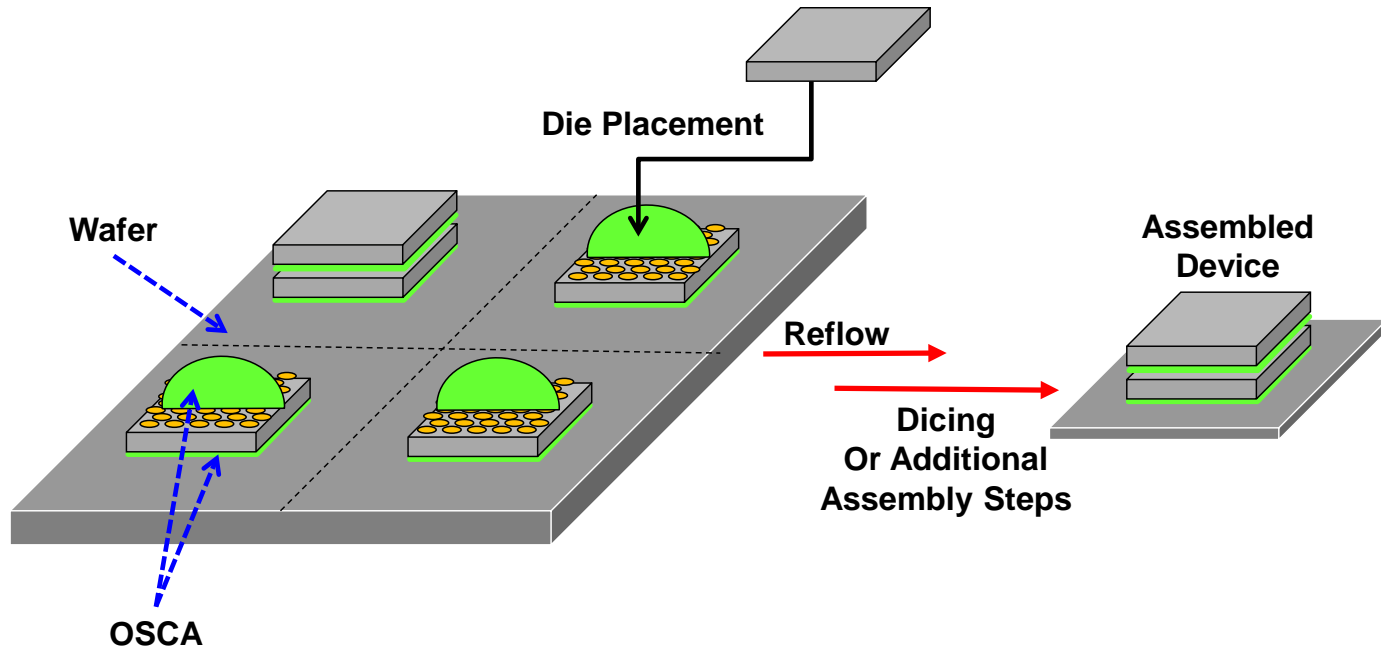 Die Placement
Wafer
Assembled
Device
Reflow
Dicing
Or Additional
Assembly Steps
OSCA